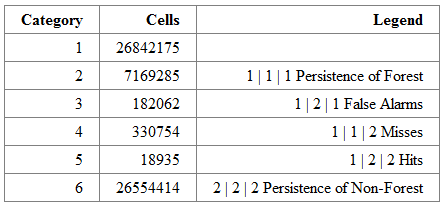 Category Cells Legend
1 26842175
2 7169285 1 | 1 | 1 Persistence of Forest
3 182062 1 | 2 | 1 False Alarms
4 330754 1 | 1 | 2 Misses
5 18935 1 | 2 | 2 Hits
6 26554414 2 | 2 | 2 Persistence of Non-Forest